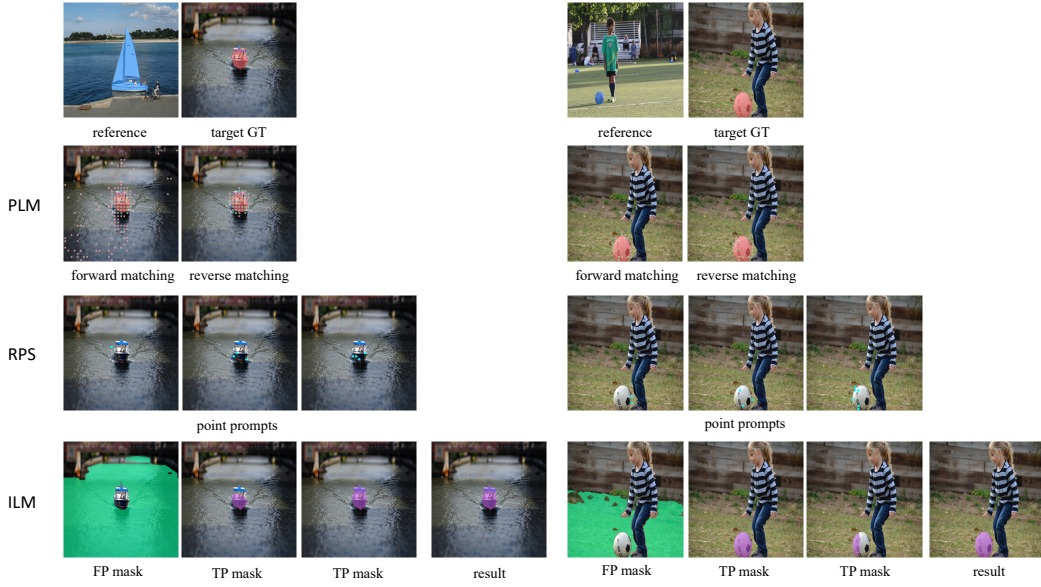 reference target GT reference target GT
PLM
forward matching reverse matching forward matching reverse matching
RPS
point prompts point prompts
ILM
FP mask TP mask TP mask result FP mask TP mask TP mask result